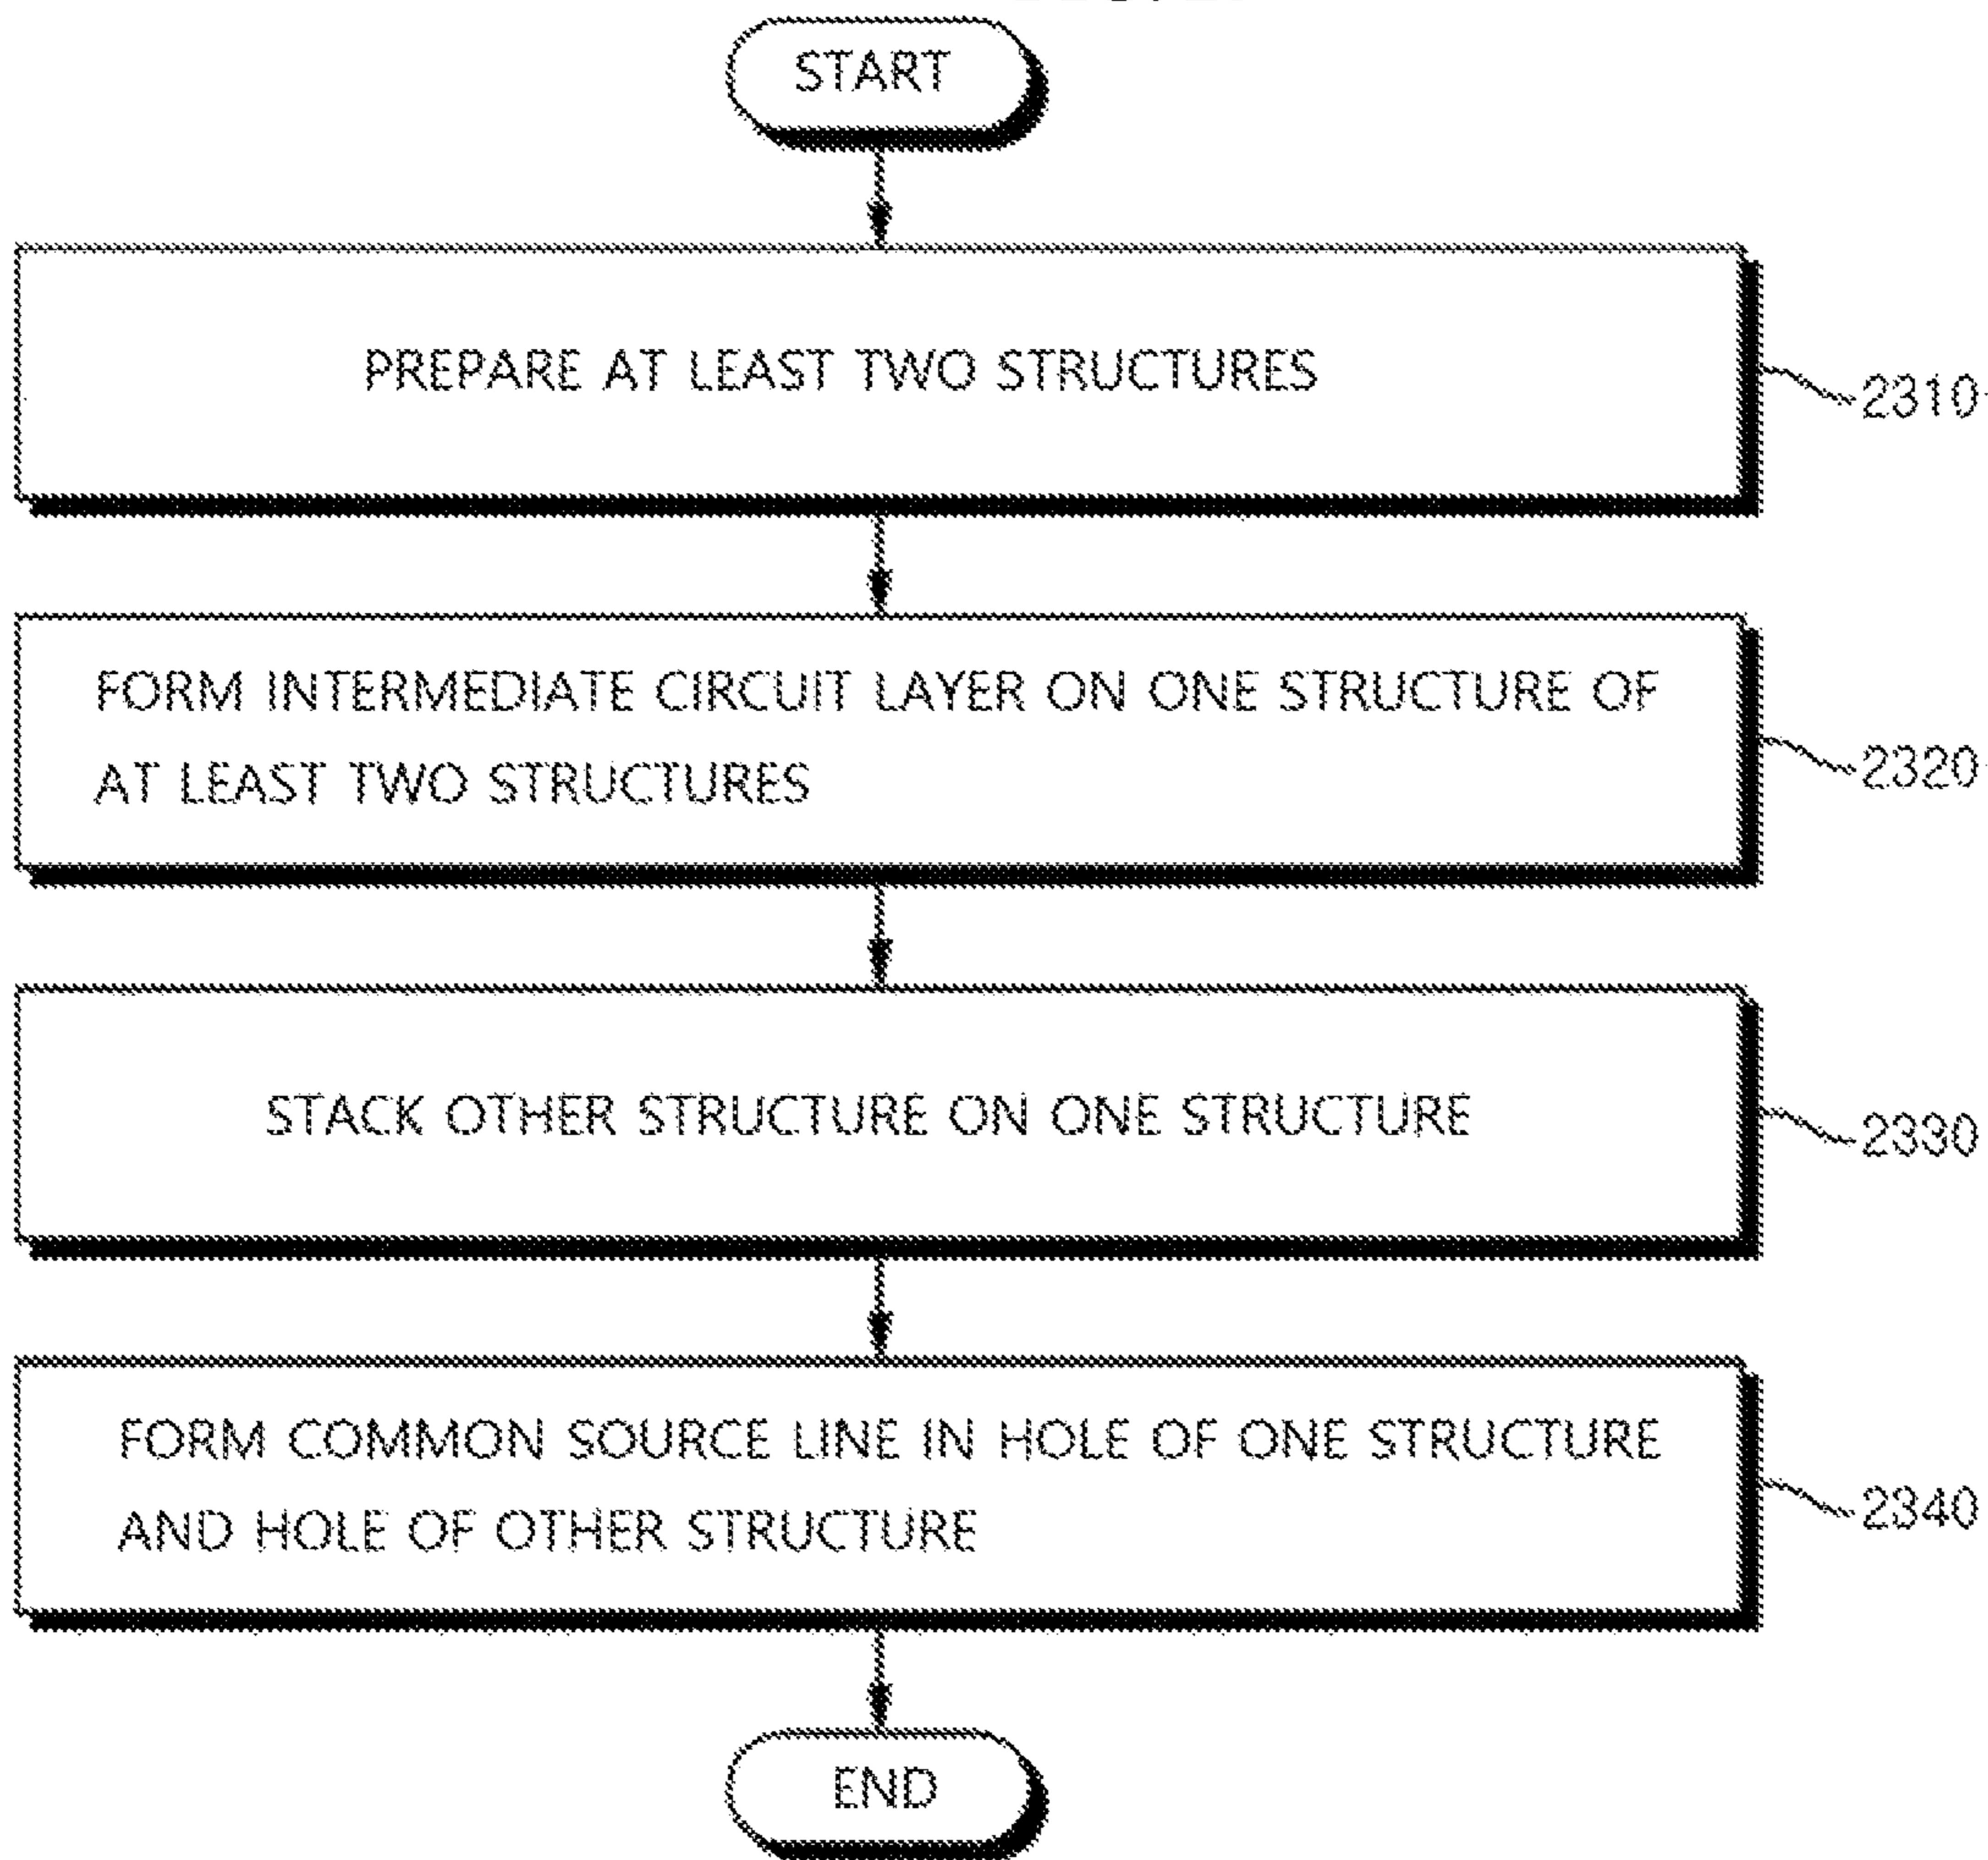 START
PREPARE AT LEAST TWO STRUCTURES
2310
FORM INTERMEDIATE CIRCUIT LAYER ON ONE STRUCTURE OF
AT LEAST TWO STRUCTURES
2320
STACK OTHER STRUCTURE ON ONE STRUCTURE
2330
FORM COMMON SOURCE LINE IN HOLE OF ONE STRUCTURE
AND HOLE OF OTHER STRUCTURE
2340
END